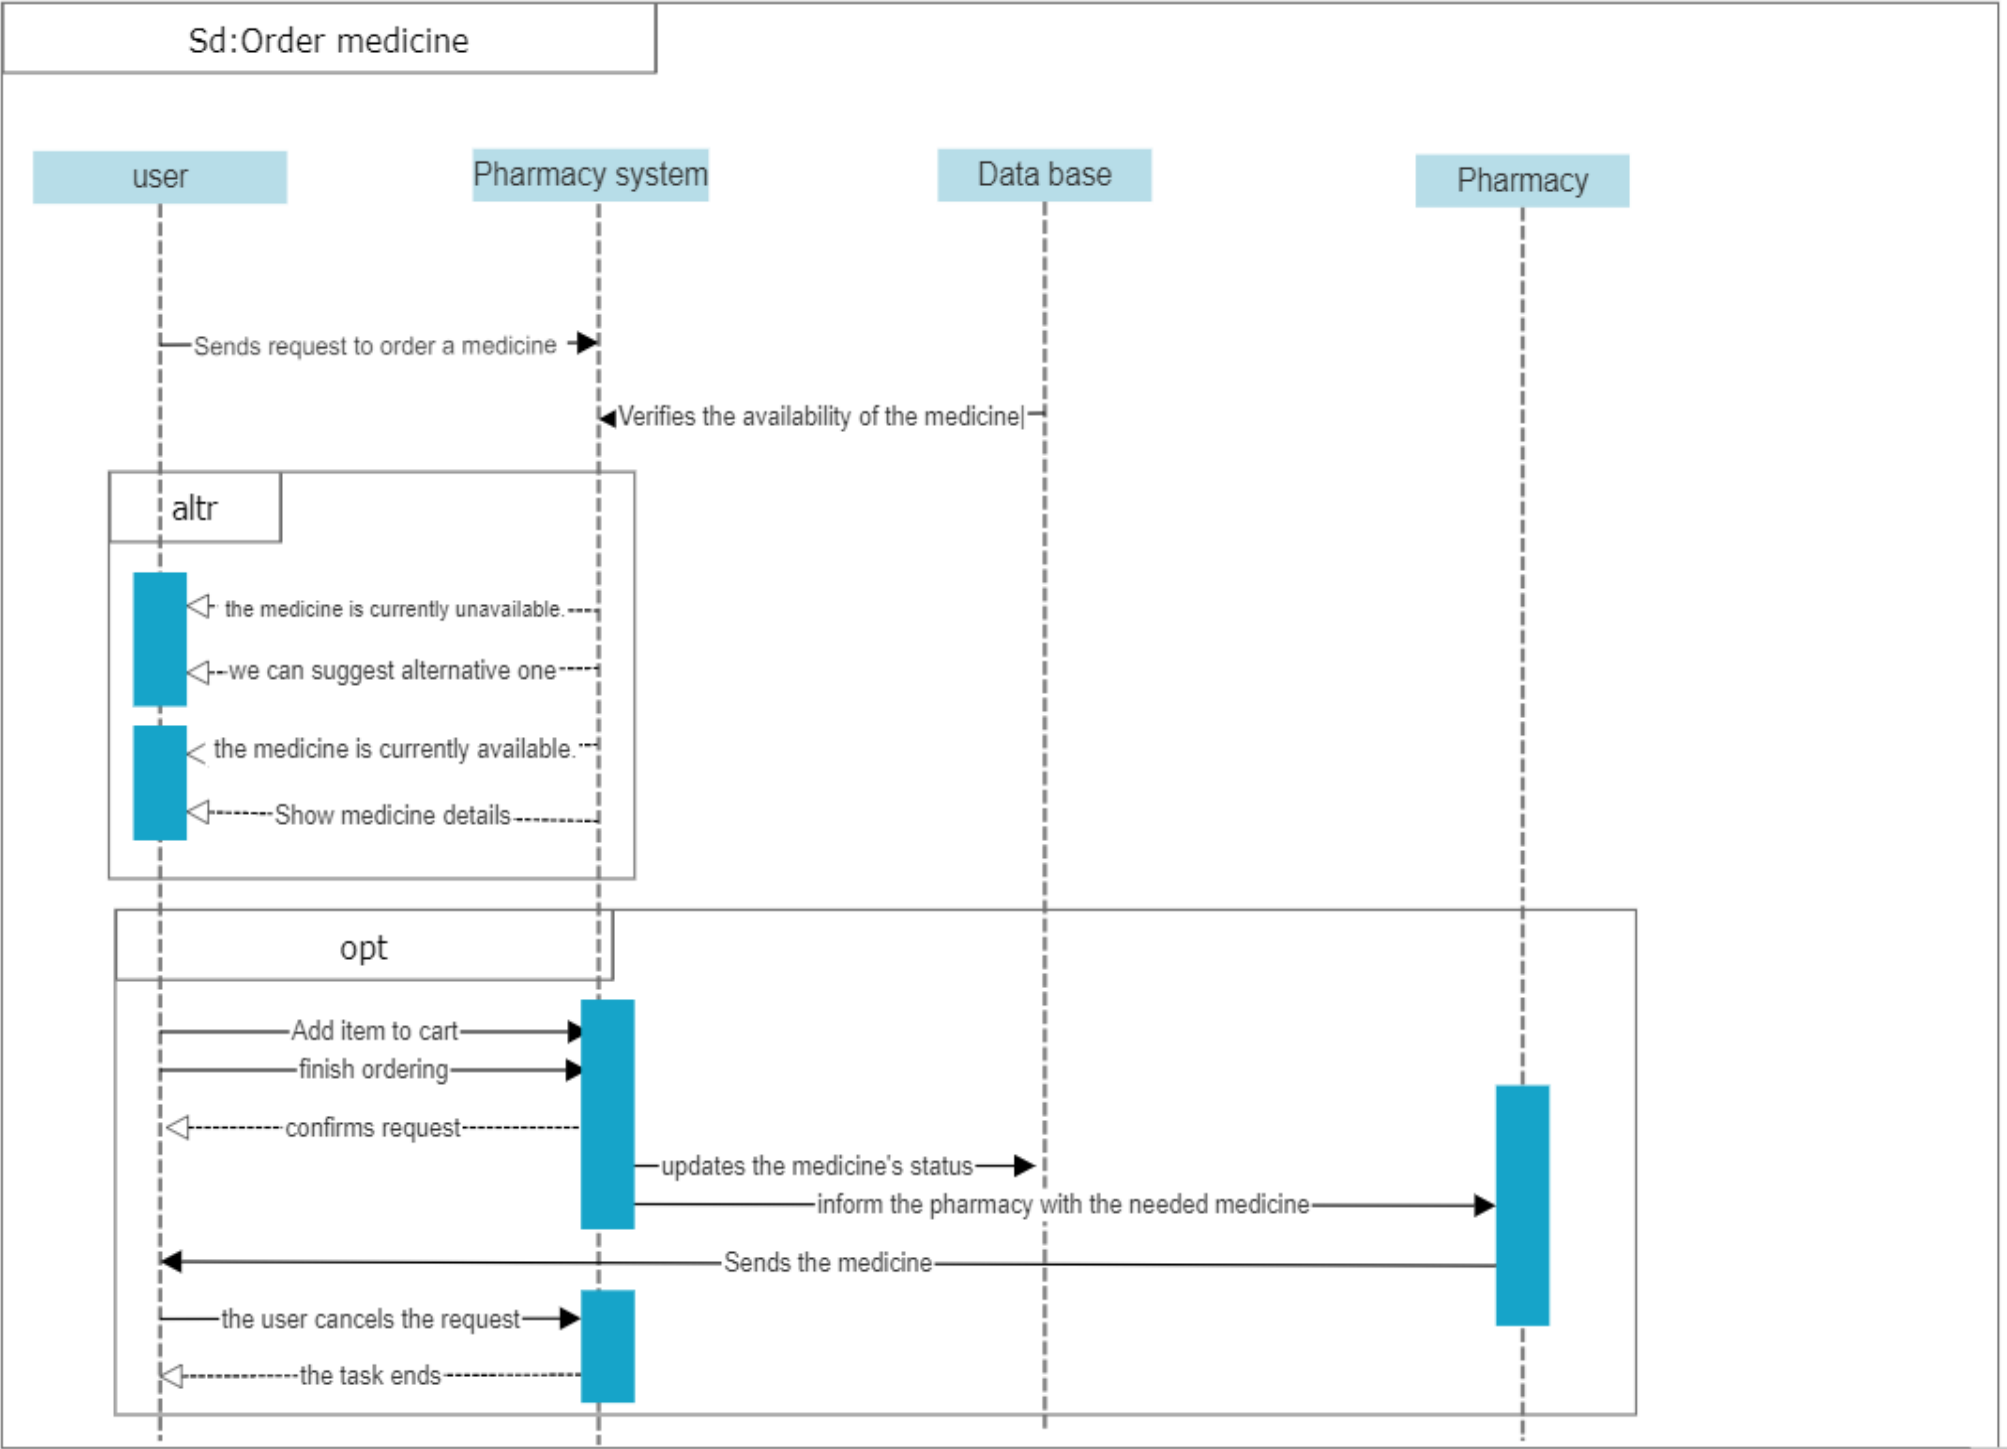 Sd:Order medicine
user
Pharmacy system
Data base
Pharmacy
Sends request to order a medicine
Verifies the availability of the medicine|
altr
the medicine is currently unavailable.
we can suggest alternative one
the medicine is currently available.
Show medicine details
opt
Add item to cart
finish ordering
confirms request
updates the medicine's status
inform the pharmacy with the needed medicine
Sends the medicine
the user cancels the request
the task ends